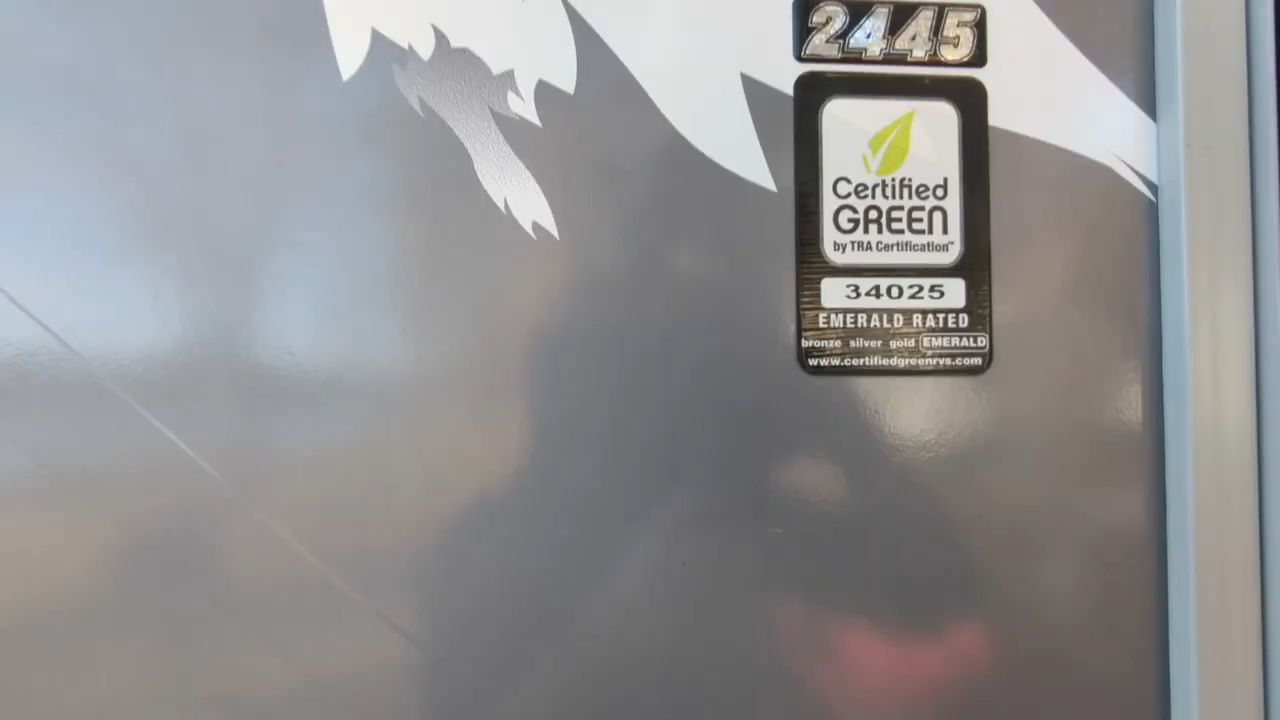 2445
Certified
GREEN
by TRA Certification™
34025
EMERALD RATED
bronze silver gold EMERALD
www.certifiedgreenrvs.com